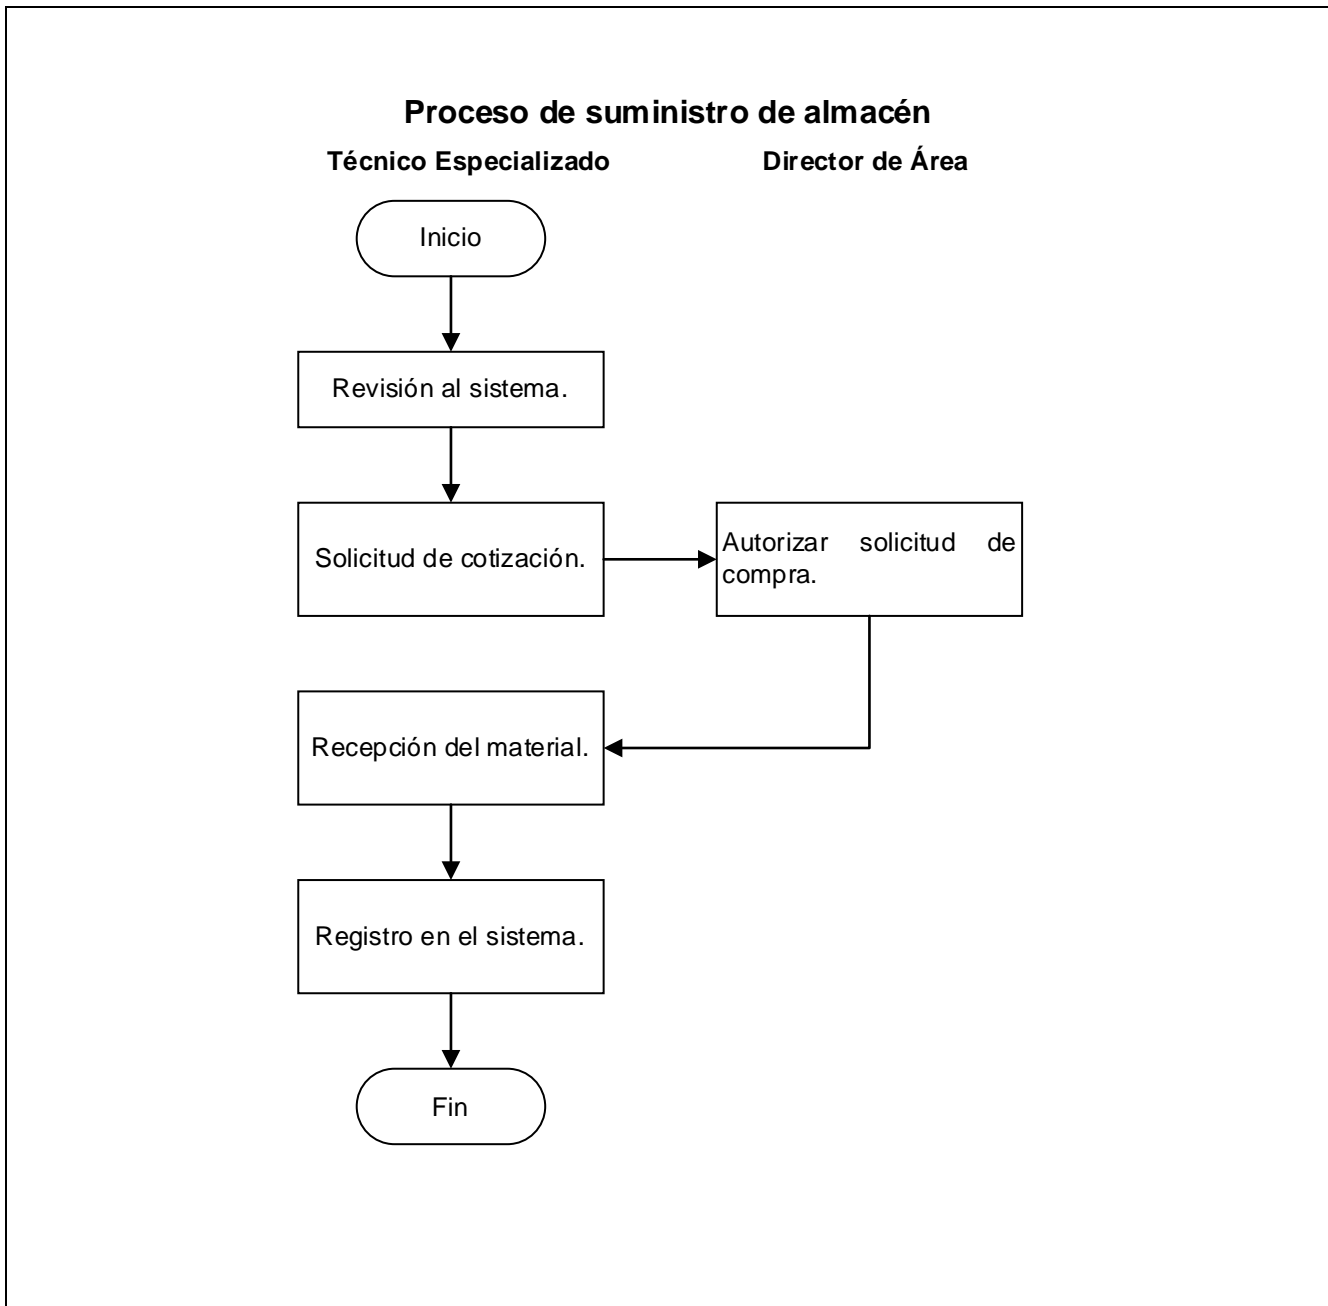 Proceso de suministro de almacén
Técnico Especializado
Director de Área
Inicio
Revisión al sistema.
Solicitud de cotización.
Autorizar solicitud de
compra.
Recepción del material.
Registro en el sistema.
Fin